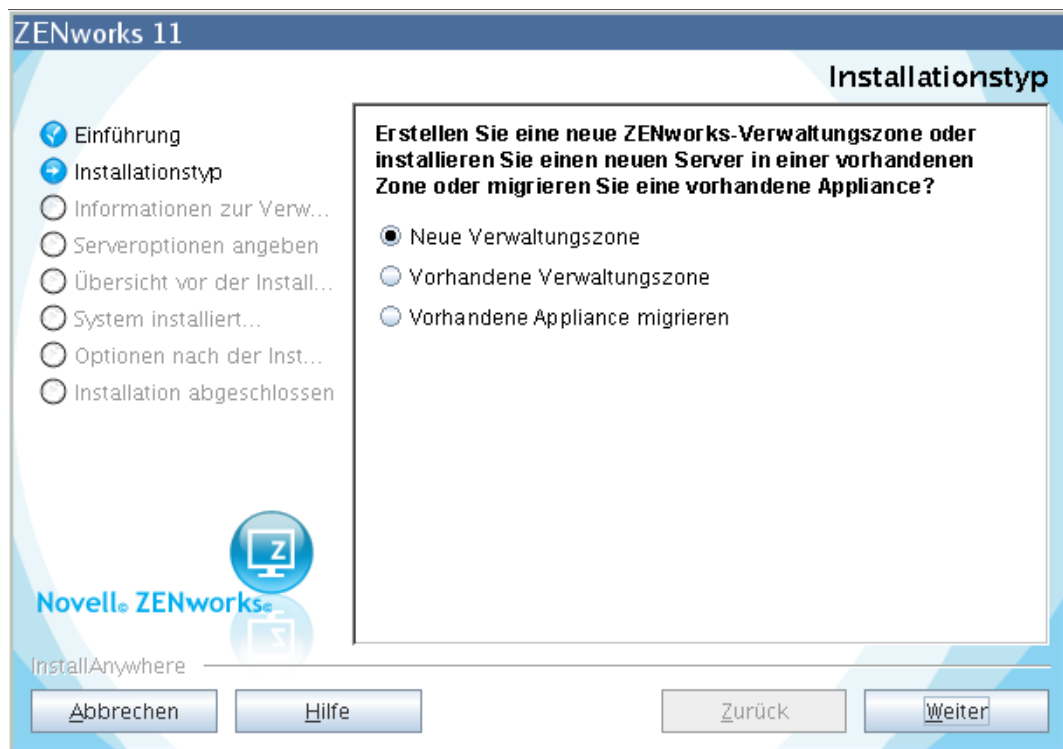 ZENworks 11
Installationstyp
Einführung
Installationstyp
Informationen zur Verw...
Serveroptionen angeben
Übersicht vor der Install...
System installiert...
Optionen nach der Inst...
Installation abgeschlossen
Erstellen Sie eine neue ZENworks-Verwaltungszone oder
installieren Sie einen neuen Server in einer vorhandenen
Zone oder migrieren Sie eine vorhandene Appliance?
Neue Verwaltungszone
Vorhandene Verwaltungszone
Vorhandene Appliance migrieren
Z
Novell® ZENworks®
InstallAnywhere
Abbrechen
Hilfe
Zurück
Weiter